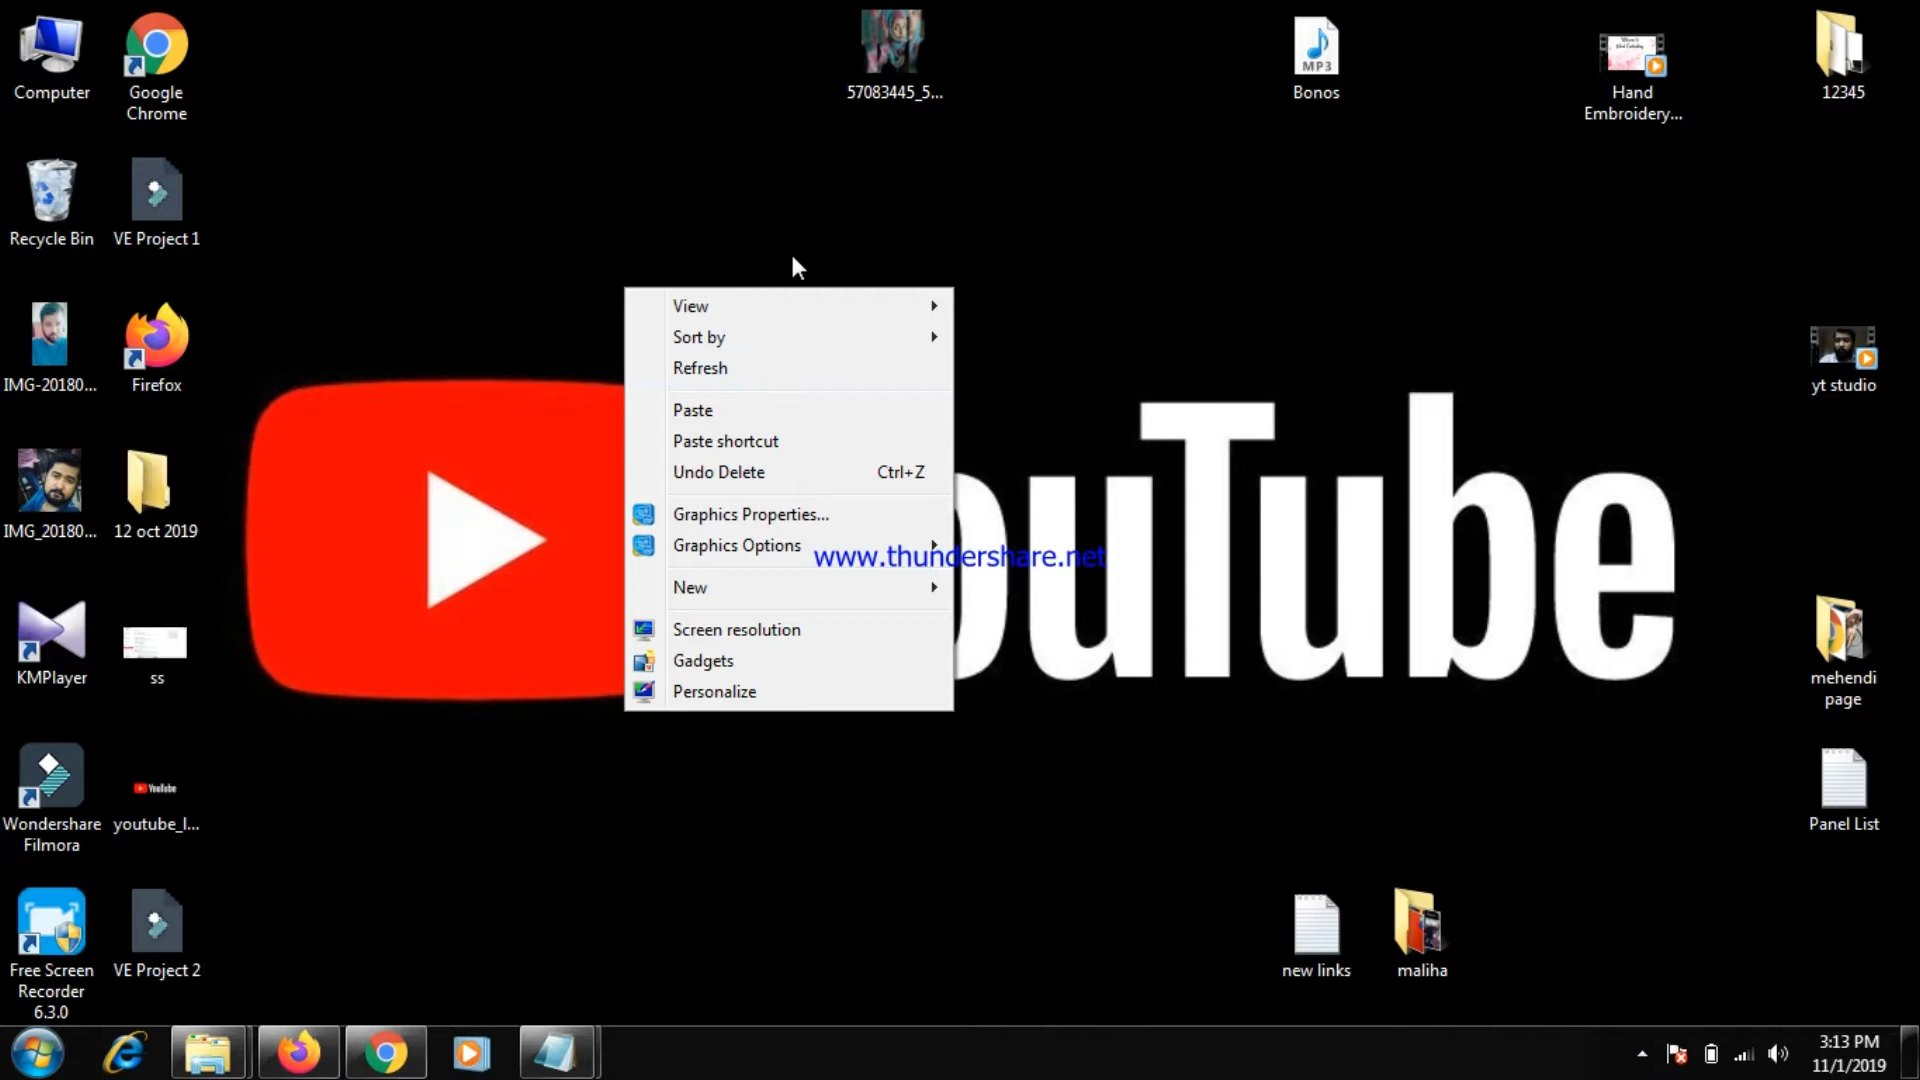 Computer
Google
Chrome
57083445_5...
MP3
Bonos
Hand
Embroidery...
12345
Recycle Bin
VE Project 1
IMG-20180...
Firefox
yt studio
View
Sort by
Refresh
Paste
Paste shortcut
Undo Delete Ctrl+Z
Graphics Properties...
Graphics Options
www.thundershare.net
New
Screen resolution
Gadgets
Personalize
ouTube
IMG_20180...
12 oct 2019
KMPlayer
ss
mehendi
page
Wondershare
Filmora
YouTube
youtube_l...
Panel List
Free Screen
Recorder
6.3.0
VE Project 2
new links
maliha
3:13 PM
11/1/2019